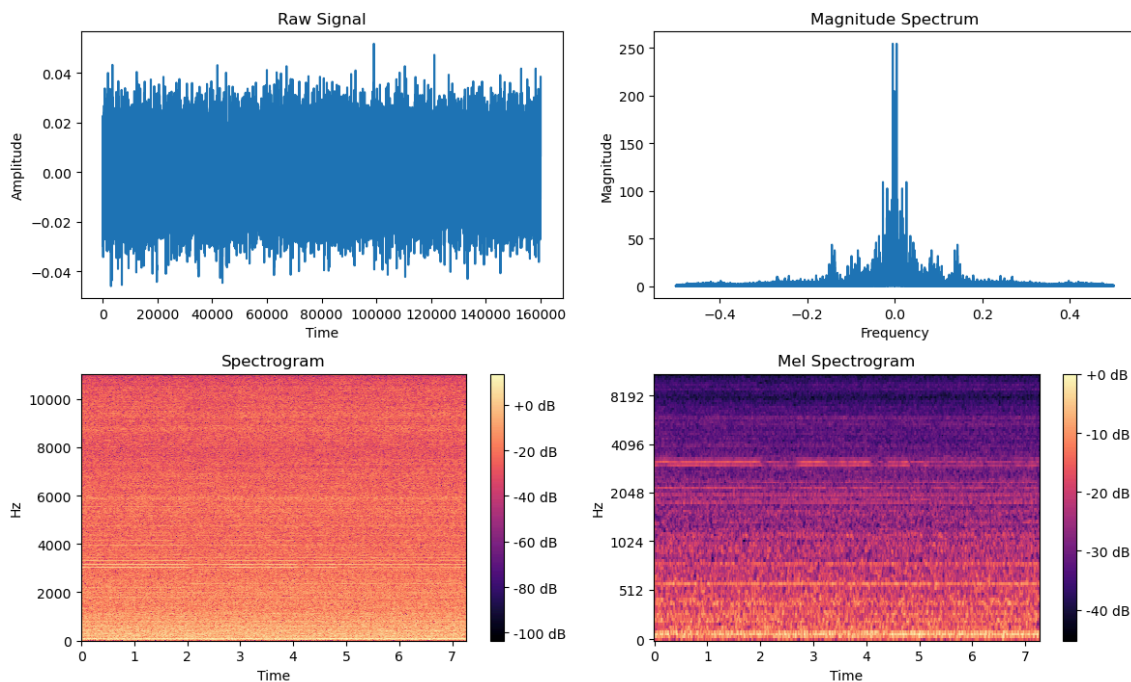 Raw Signal
Amplitude
0.04
0.02
0.00
−0.02
−0.04
0 20000 40000 60000 80000 100000 120000 140000 160000
Time
Magnitude Spectrum
Magnitude
250
200
150
100
50
0
−0.4 −0.2 0.0 0.2 0.4
Frequency
Spectrogram
Hz
10000
8000
6000
4000
2000
0
0 1 2 3 4 5 6 7
Time
+0 dB
-20 dB
-40 dB
-60 dB
-80 dB
-100 dB
Mel Spectrogram
Hz
8192
4096
2048
1024
512
0
0 1 2 3 4 5 6 7
Time
+0 dB
-10 dB
-20 dB
-30 dB
-40 dB